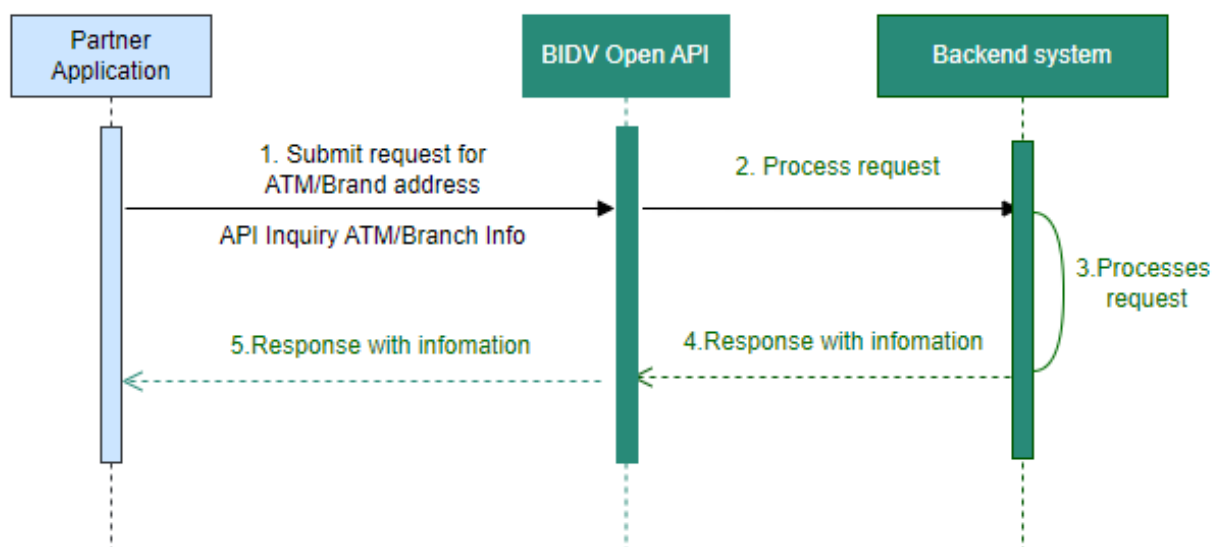 Partner
Application
BIDV Open API
Backend system
1. Submit request for
ATM/Brand address
API Inquiry ATM/Branch Info
2. Process request
3.Processes
request
4.Response with infomation
5.Response with infomation